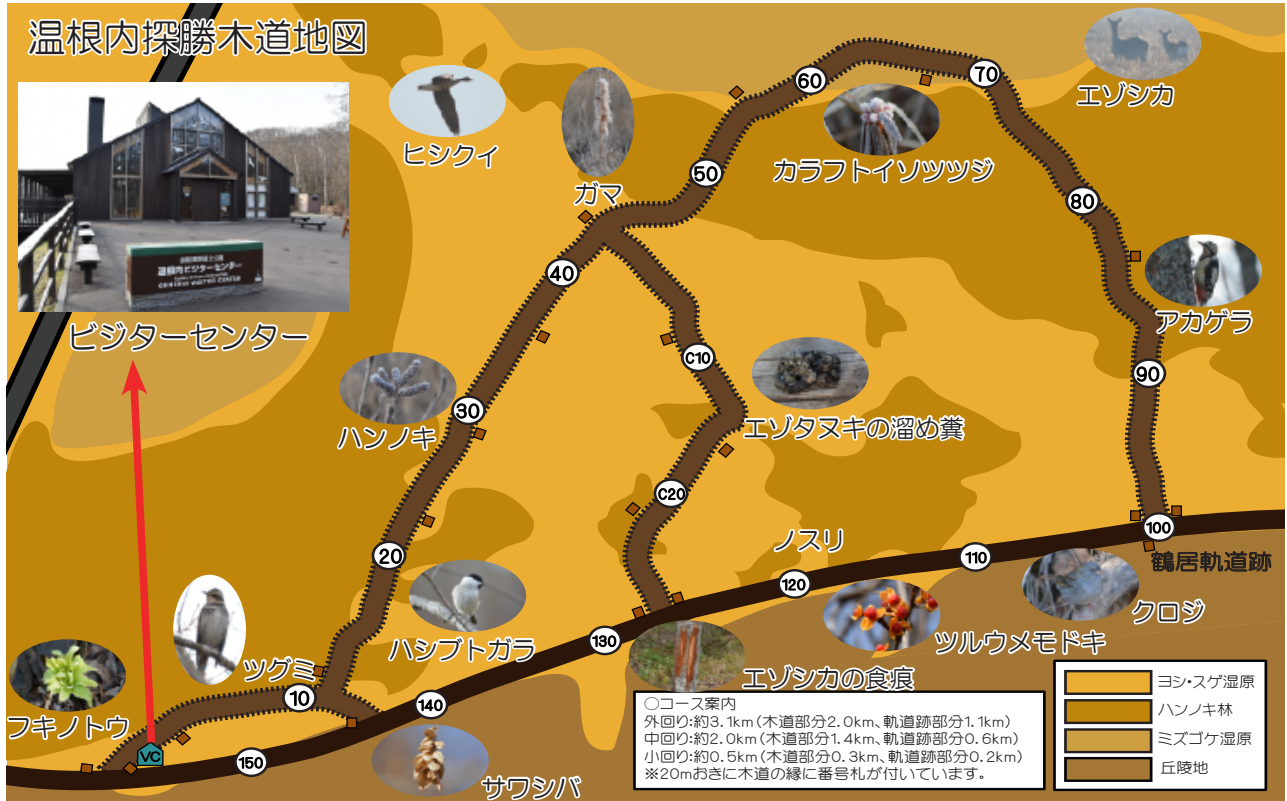 温根内探勝木道地図
温根内ビジターセンター
ビジターセンター
ヒシクイ
ガマ
カラフトイソツツジ
エゾシカ
アカゲラ
ハンノキ
エゾタヌキの溜め糞
ノスリ
鶴居軌道跡
クロジ
ツルウメモドキ
エゾシカの食痕
ハシブトガラ
ツグミ
フキノトウ
サワシバ
VC
10
20
30
40
50
60
70
80
90
100
110
120
130
140
150
C10
C20
○コース案内
外回り:約3.1km(木道部分2.0km、軌道跡部分1.1km)
中回り:約2.0km(木道部分1.4km、軌道跡部分0.6km)
小回り:約0.5km(木道部分0.3km、軌道跡部分0.2km)
※20mおきに木道の縁に番号札が付いています。
ヨシ・スゲ湿原
ハンノキ林
ミズゴケ湿原
丘陵地